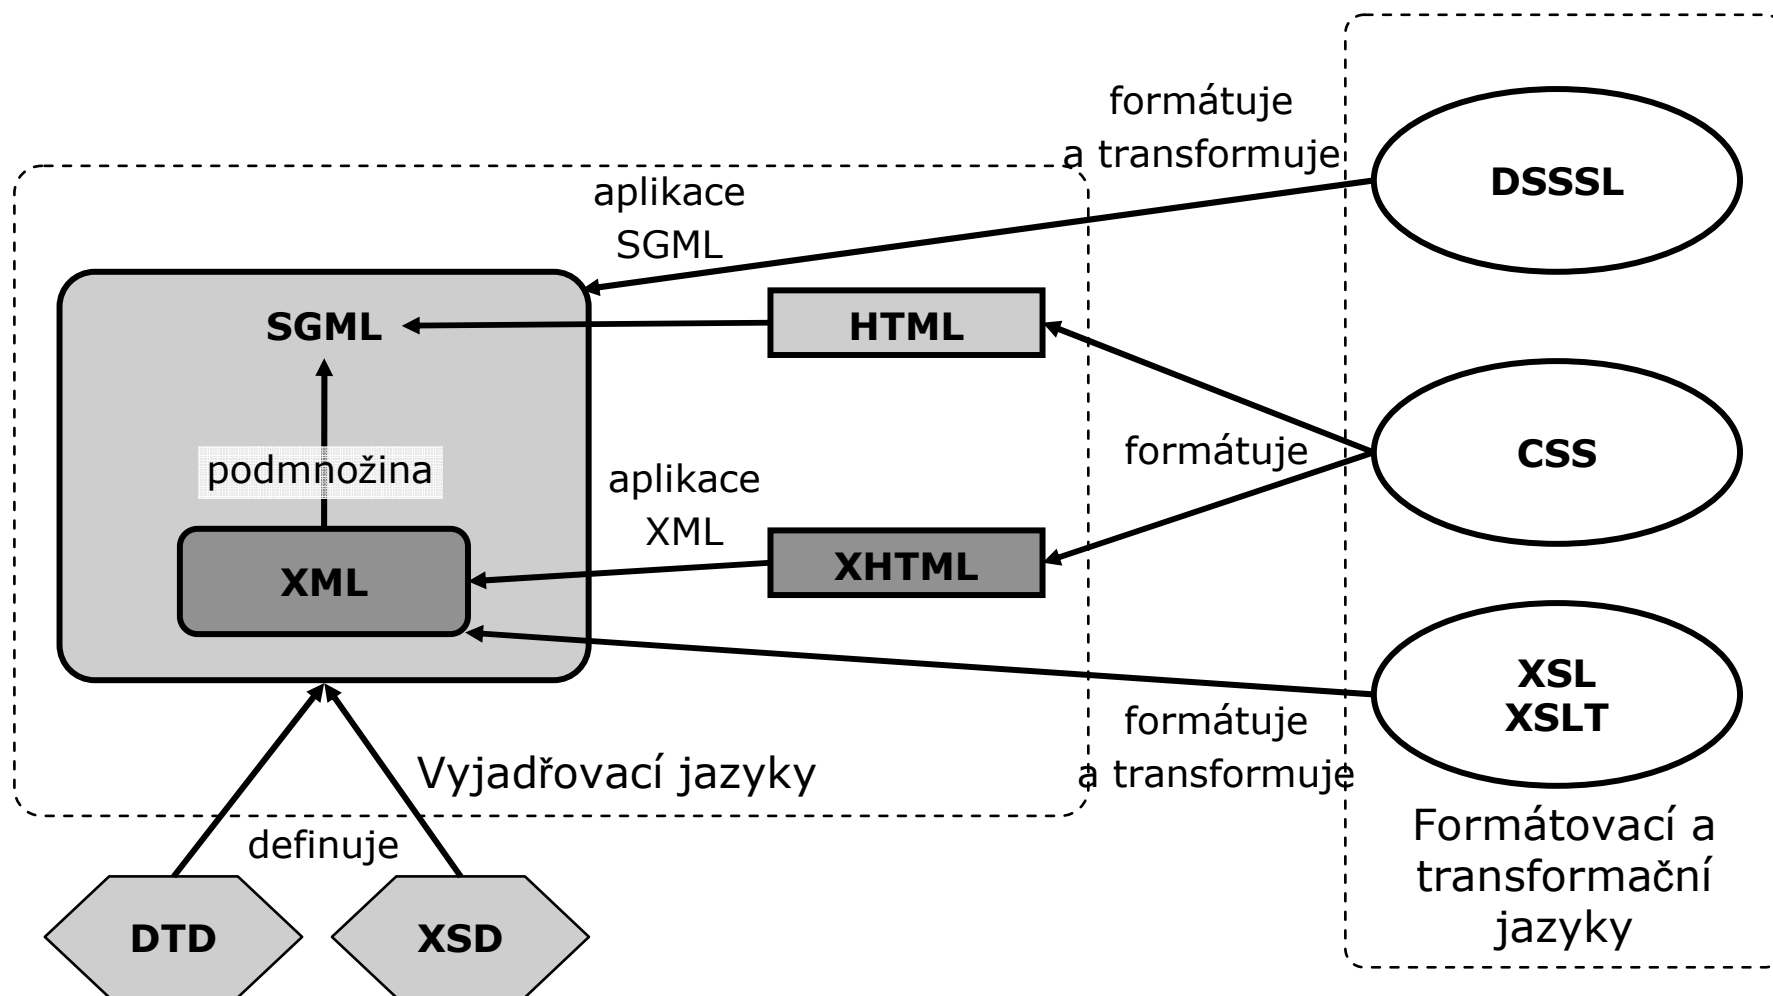 formátuje
a transformuje
DSSSL
aplikace
SGML
SGML
HTML
podmnožina
aplikace
XML
formátuje
CSS
XML
XHTML
XSL
XSLT
formátuje
a transformuje
Vyjadřovací jazyky
Formátovací a
transformační
jazyky
definuje
DTD
XSD